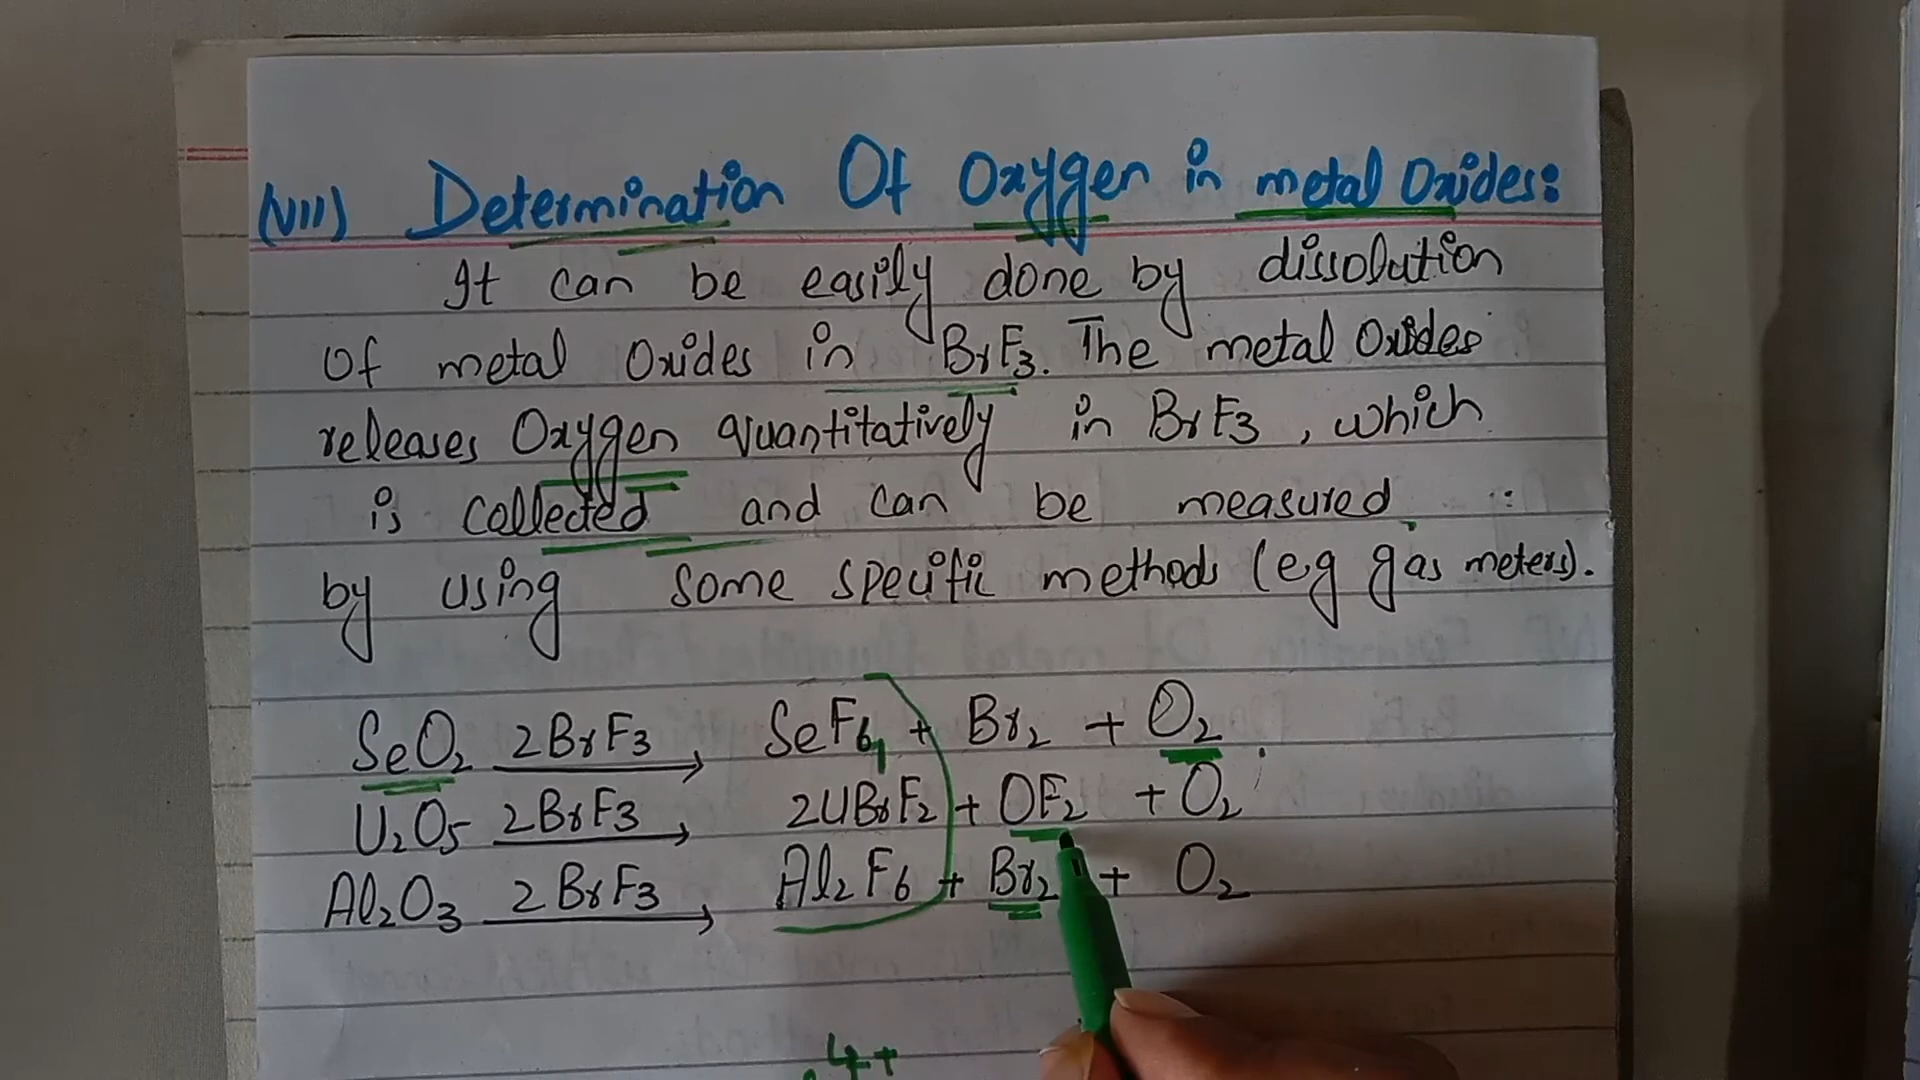 (VII) Determination Of Oxygen in metal Oxides:
It can be easily done by dissolution
Of metal Oxides in BrF3. The metal Oxides
releases Oxygen quantitatively in BrF3, which
is collected and can be measured
by using some specific methods (eg gas meters).
SeO₂ 2BrF3 → SeF6 + Br₂ + O₂
U₂O5 2BrF3 → 2UBrF₂ + OF₂ + O₂
Al₂O3 2BrF3 → Al₂F6 + Br₂ + O₂
4+